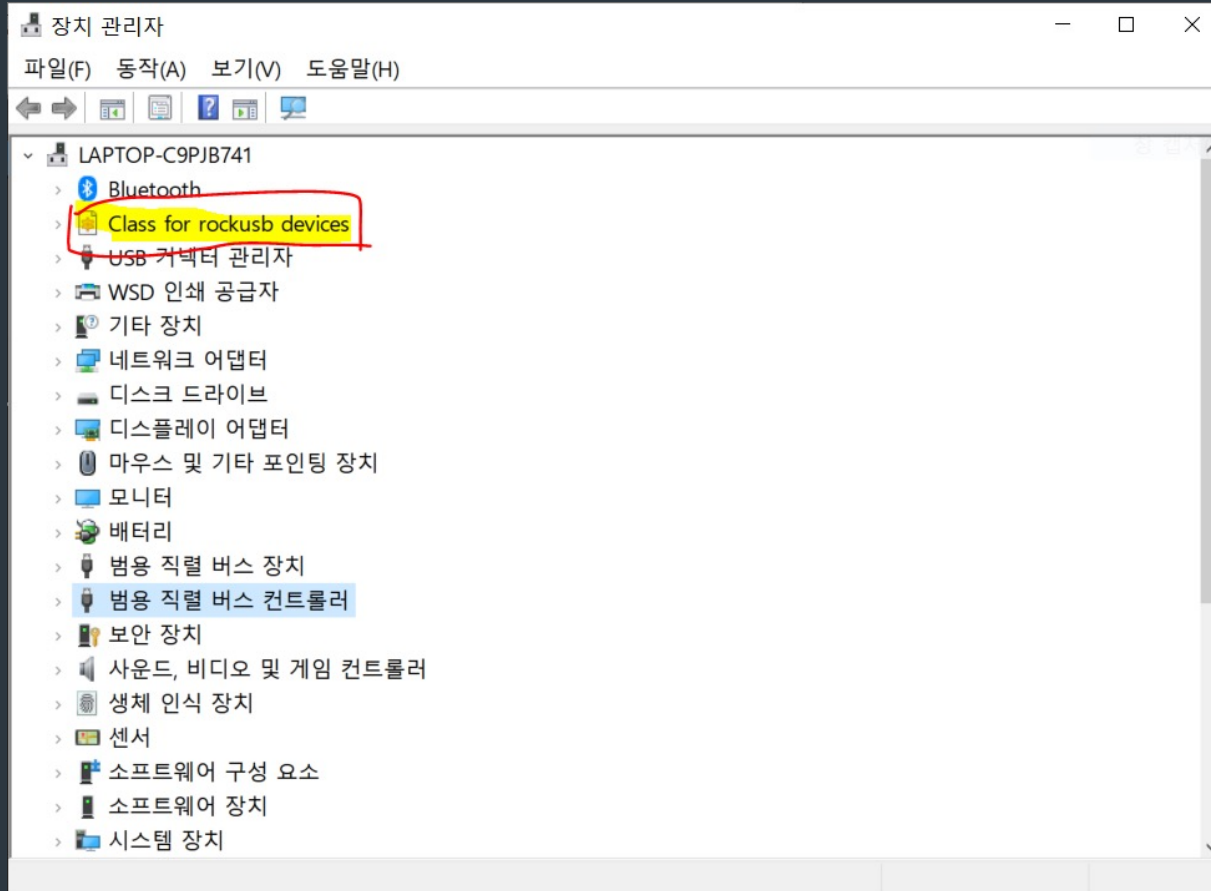 장치 관리자
파일(F) 동작(A) 보기(V) 도움말(H)
LAPTOP-C9PJB741
Bluetooth
Class for rockusb devices
USB 커넥터 관리자
WSD 인쇄 공급자
기타 장치
네트워크 어댑터
디스크 드라이브
디스플레이 어댑터
마우스 및 기타 포인팅 장치
모니터
배터리
범용 직렬 버스 장치
범용 직렬 버스 컨트롤러
보안 장치
사운드, 비디오 및 게임 컨트롤러
생체 인식 장치
센서
소프트웨어 구성 요소
소프트웨어 장치
시스템 장치